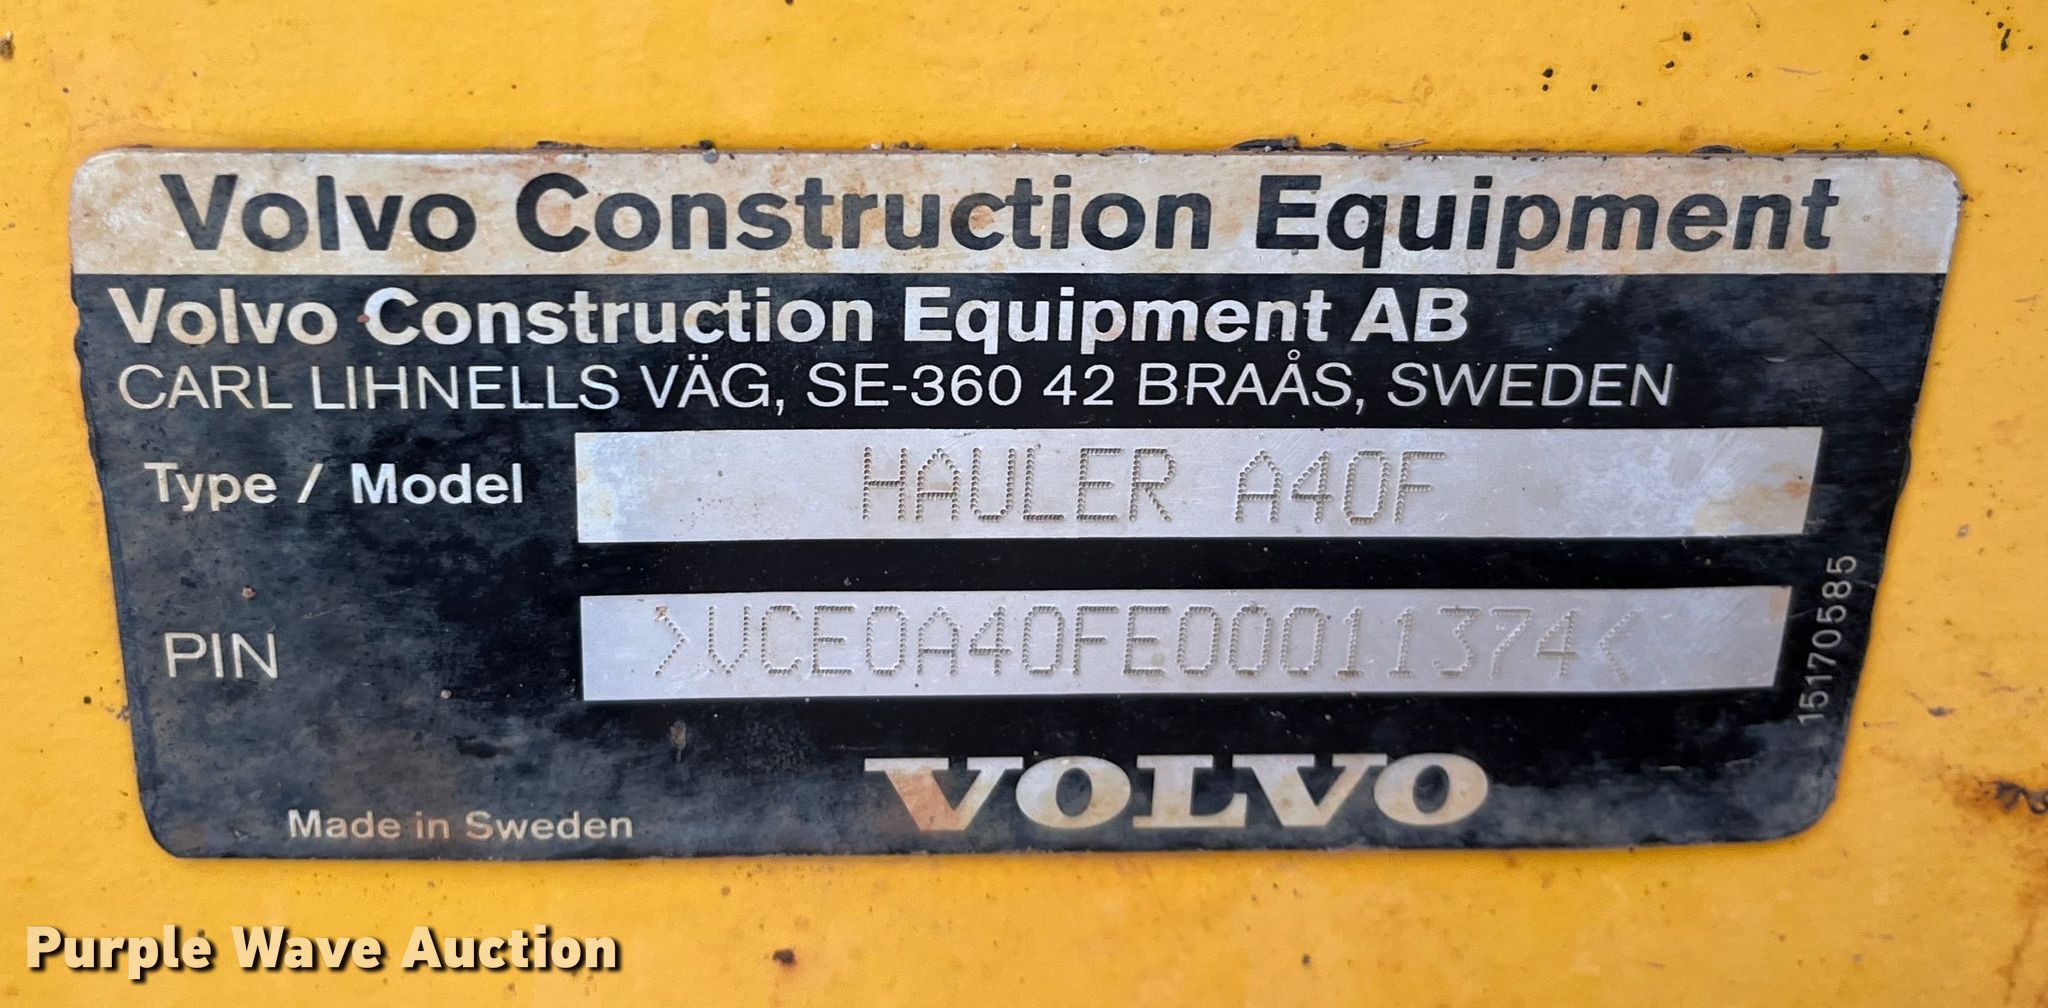 Volvo Construction Equipment
Volvo Construction Equipment AB
CARL LIHNELLS VÄG, SE-360 42 BRAÅS, SWEDEN
Type / Model HAULER A40F
PIN >VCE0A40FE00011374<
15170585
VOLVO
Made in Sweden
Purple Wave Auction